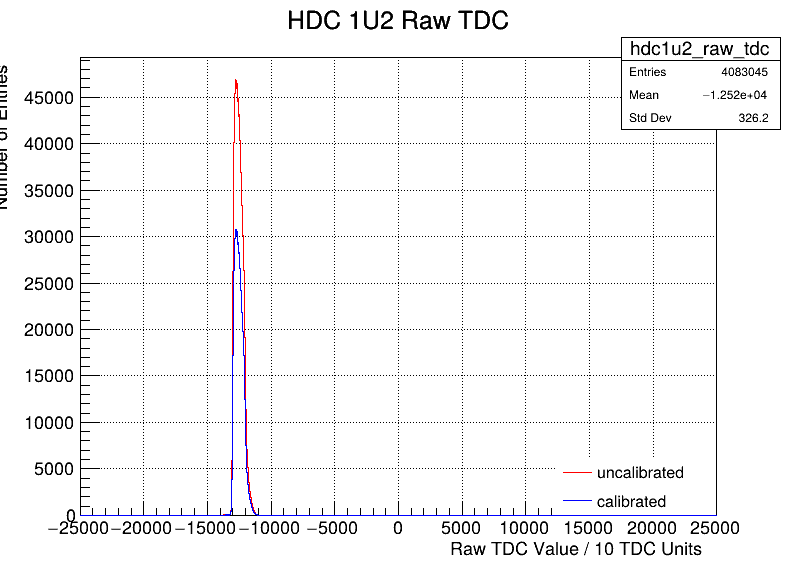 HDC 1U2 Raw TDC
hdc1u2_raw_tdc
Entries 4083045
Mean −1.252e+04
Std Dev 326.2
Number of Entries
45000
40000
35000
30000
25000
20000
15000
10000
5000
0
−25000 −20000 −15000 −10000 −5000 0 5000 10000 15000 20000 25000
Raw TDC Value / 10 TDC Units
uncalibrated
calibrated